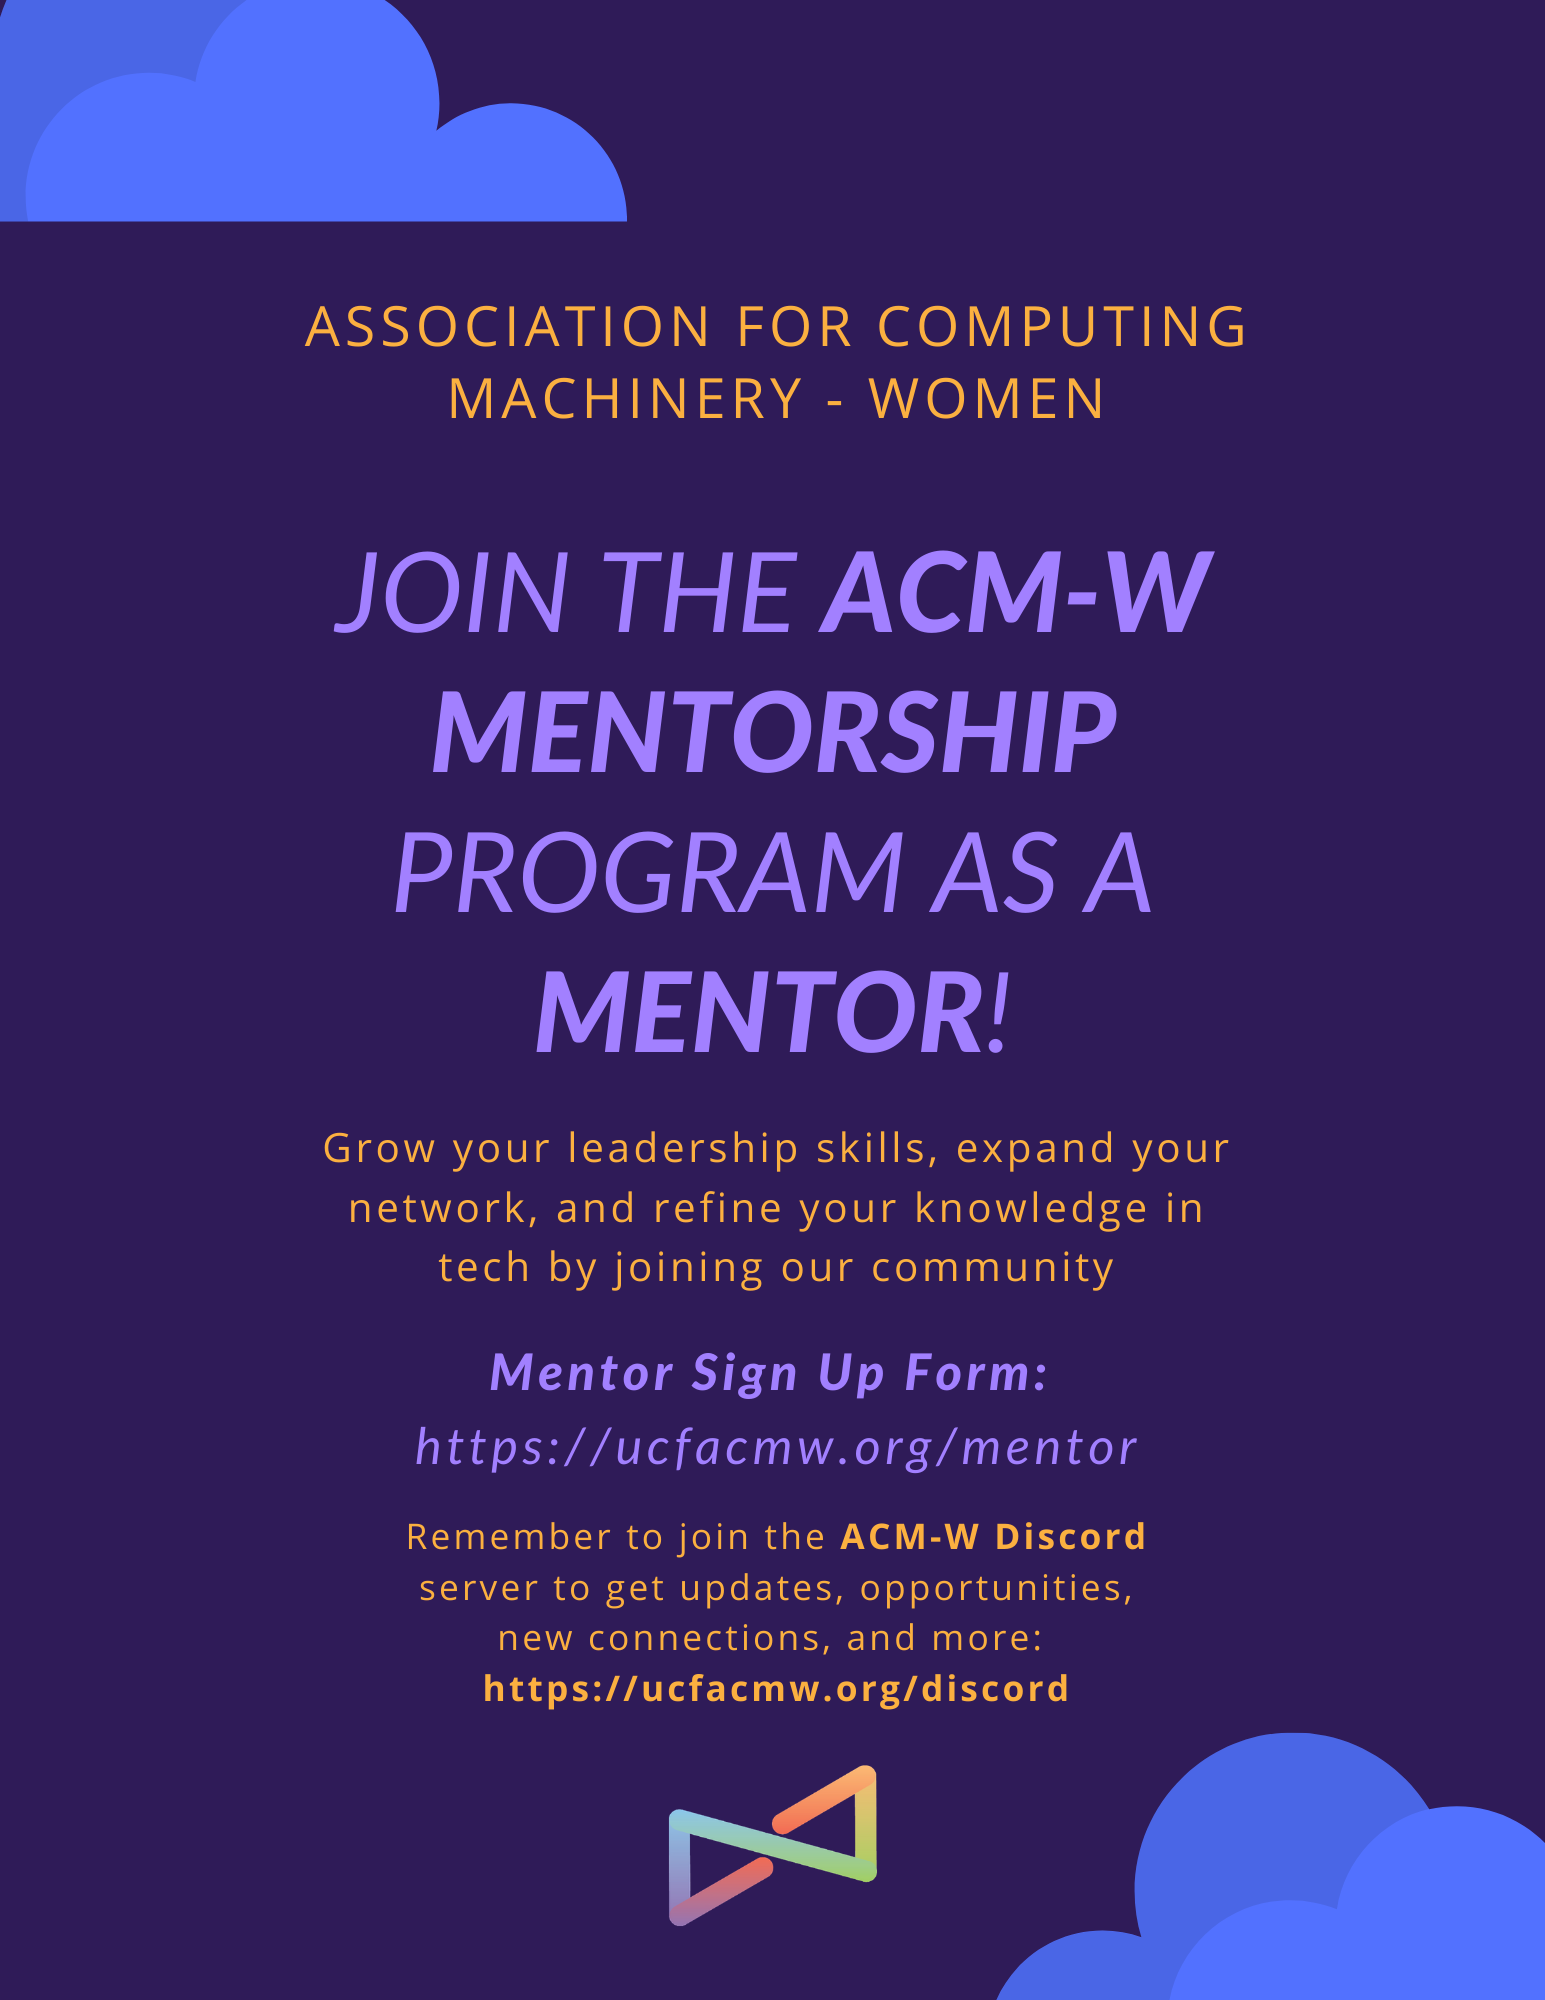 ASSOCIATION FOR COMPUTING
MACHINERY - WOMEN
JOIN THE ACM-W
MENTORSHIP
PROGRAM AS A
MENTOR!
Grow your leadership skills, expand your
network, and refine your knowledge in
tech by joining our community
Mentor Sign Up Form:
https://ucfacmw.org/mentor
Remember to join the ACM-W Discord
server to get updates, opportunities,
new connections, and more:
https://ucfacmw.org/discord